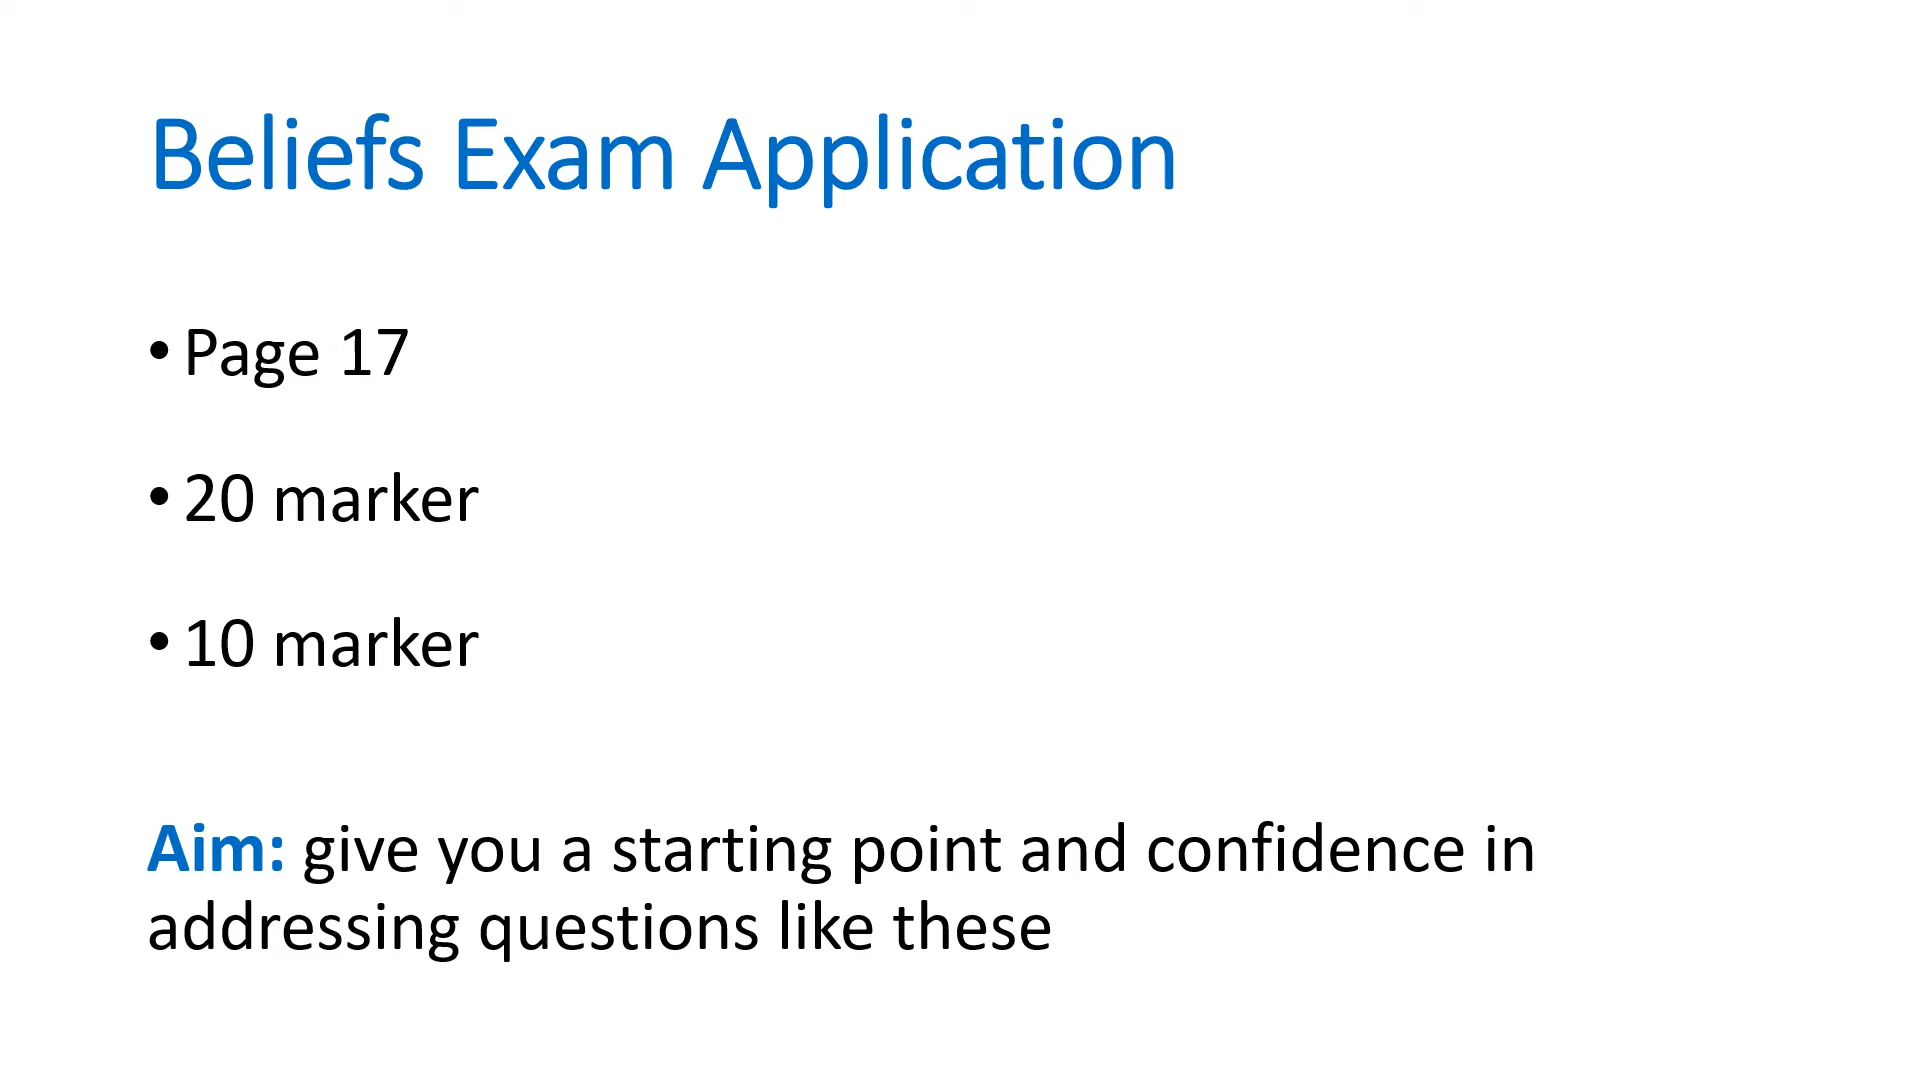 Beliefs Exam Application
• Page 17
• 20 marker
• 10 marker
Aim: give you a starting point and confidence in
addressing questions like these